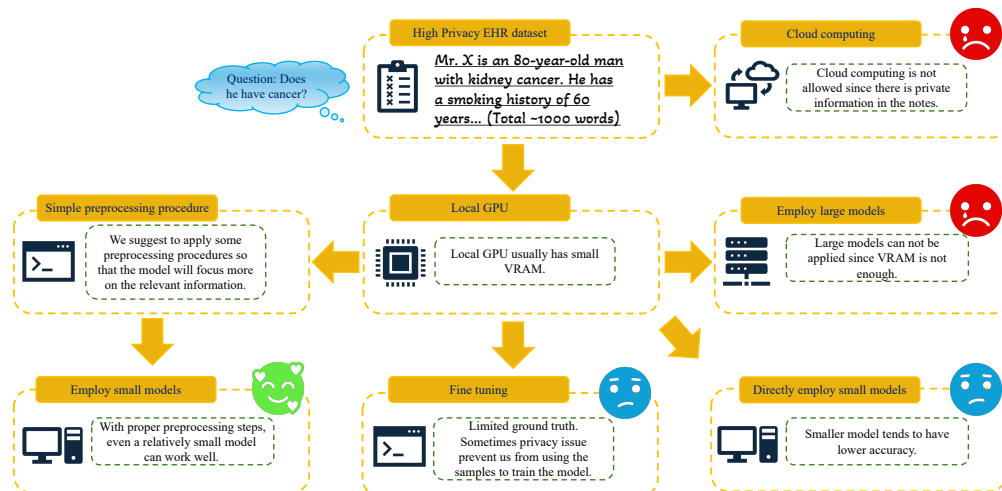 High Privacy EHR dataset
Cloud computing
Question: Does
he have cancer?
Mr. X is an 80-year-old man
with kidney cancer. He has
a smoking history of 60
years... (Total ~1000 words)
Cloud computing is not
allowed since there is private
information in the notes.
Simple preprocessing procedure
Local GPU
Employ large models
We suggest to apply some
preprocessing procedures so
that the model will focus more
on the relevant information.
Local GPU usually has small
VRAM.
Large models can not be
applied since VRAM is not
enough.
Employ small models
Fine tuning
Directly employ small models
With proper preprocessing steps,
even a relatively small model
can work well.
Limited ground truth.
Sometimes privacy issue
prevent us from using the
samples to train the model.
Smaller model tends to have
lower accuracy.